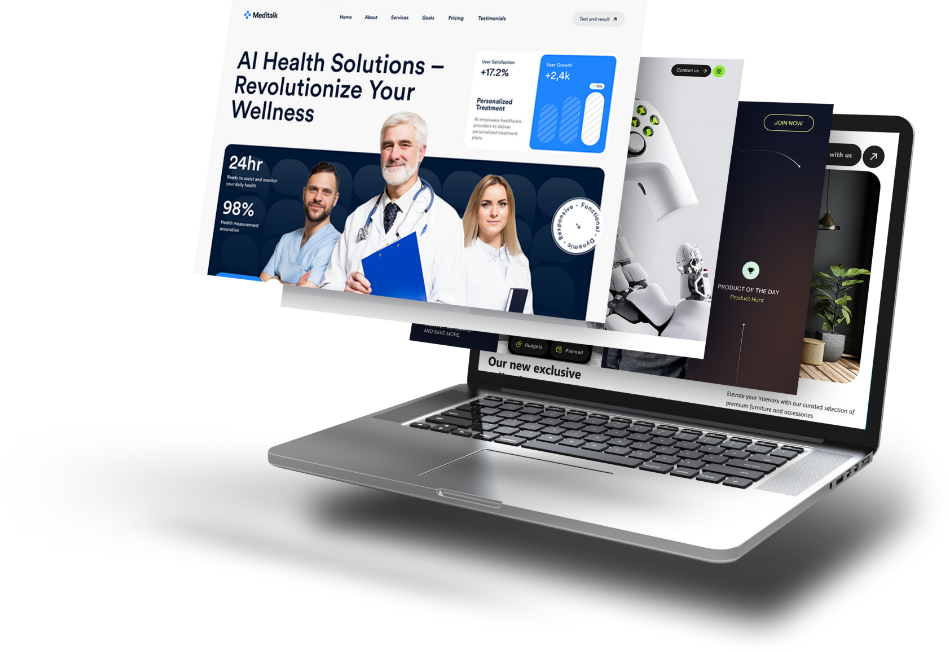 Meditalk
Home
About
Services
Goals
Pricing
Testimonials
Test and result
AI Health Solutions –
Revolutionize Your
Wellness
User Satisfaction
+17.2%
Personalized
Treatment
AI empowers healthcare
providers to deliver
personalized treatment
plans
User Growth
+2,4k
24hr
Ready to waist and monitor
your daily health
98%
Health measurement
accuration
Responsive - Functional - Dynamic -
Contact us
JOIN NOW
PRODUCT OF THE DAY
Product Hunt
with us
AND SAVE MORE
Budgets
Planned
Our new exclusive
Elevate your interiors with our curated selection of
premium furniture and accessories